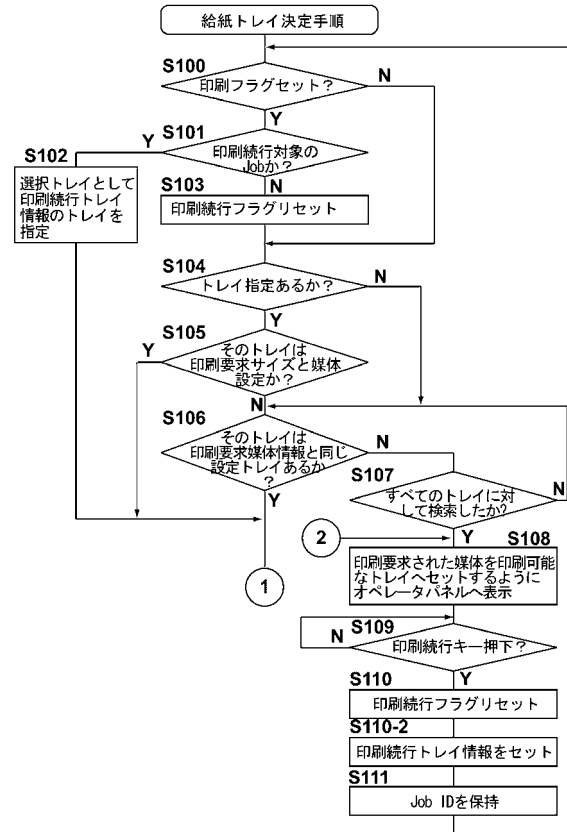 給紙トレイ決定手順
S100
印刷フラグセット？
N
Y
S101
印刷続行対象の
Jobか？
Y
N
S102
選択トレイとして
印刷続行トレイ
情報のトレイを
指定
S103
印刷続行フラグリセット
S104
トレイ指定あるか？
N
Y
S105
そのトレイは
印刷要求サイズと媒体
設定か？
Y
N
S106
そのトレイは
印刷要求媒体情報と同じ
設定トレイあるか
？
N
Y
S107
すべてのトレイに対
して検索したか?
N
Y
1
2
S108
印刷要求された媒体を印刷可能
なトレイへセットするように
オペレータパネルへ表示
S109
印刷続行キー押下？
N
Y
S110
印刷続行フラグリセット
S110-2
印刷続行トレイ情報をセット
S111
Job IDを保持